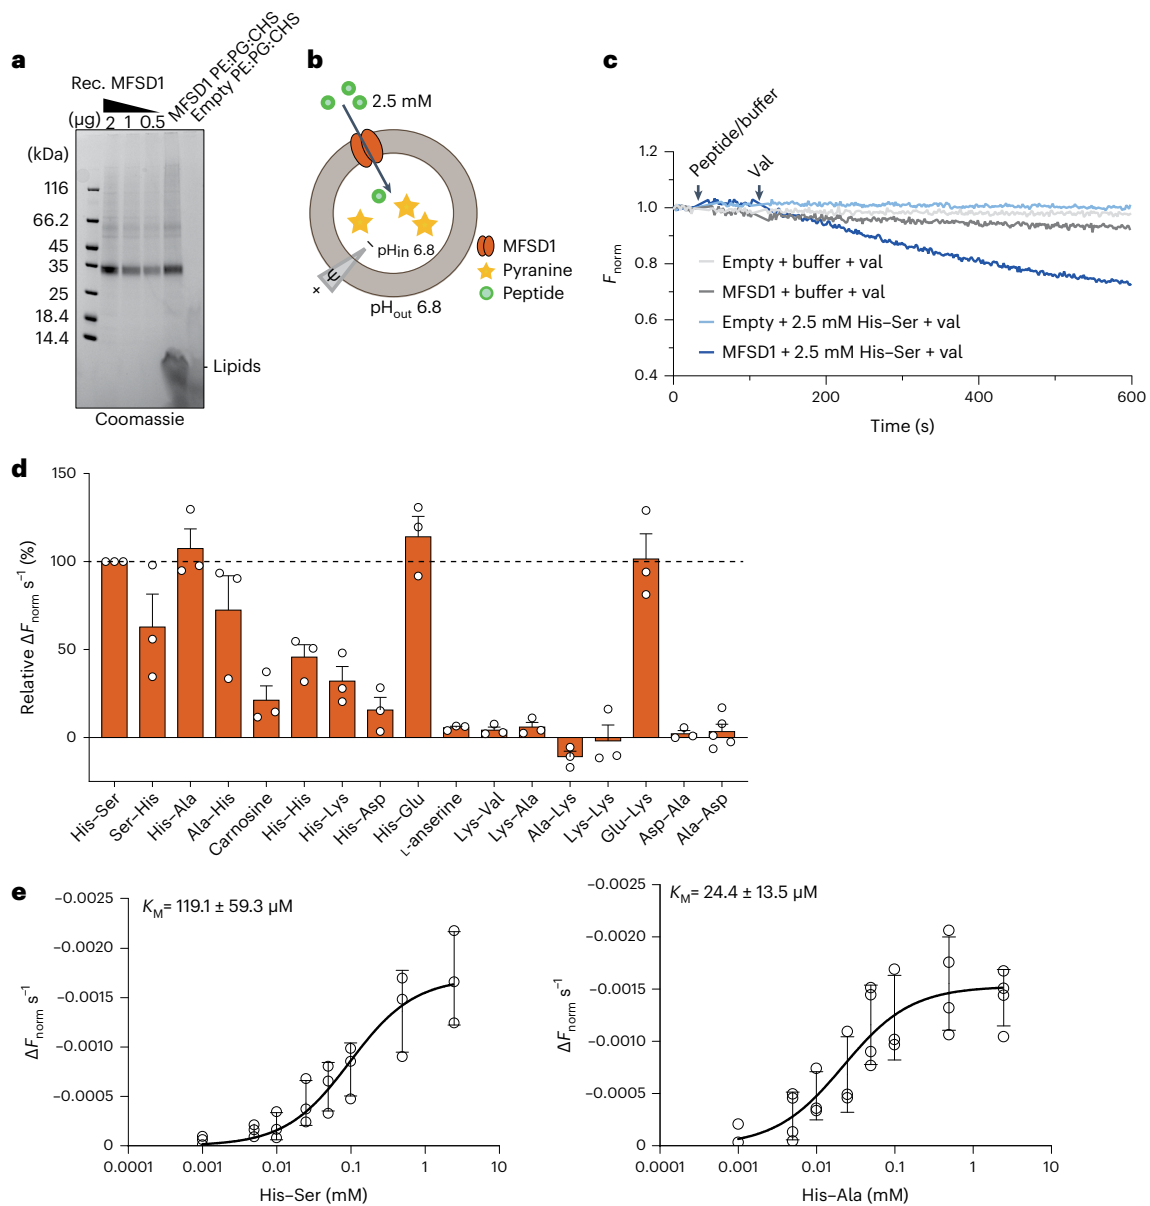 a
Rec. MFSD1
MFSD1 PE:PG:CHS
Empty PE:PG:CHS
(µg) 2 1 0.5
(kDa)
116
66.2
45
35
25
18.4
14.4
Lipids
Coomassie
b
2.5 mM
pHin 6.8
Ψ
+
-
pHout 6.8
MFSD1
Pyranine
Peptide
c
Peptide/buffer
Val
1.2
1.0
0.8
0.6
0.4
Fnorm
Empty + buffer + val
MFSD1 + buffer + val
Empty + 2.5 mM His–Ser + val
MFSD1 + 2.5 mM His–Ser + val
0 200 400 600
Time (s)
d
150
100
50
0
Relative ΔFnorm s−1 (%)
His–Ser
Ser–His
His–Ala
Ala–His
Carnosine
His–His
His–Lys
His–Asp
His–Glu
L-anserine
Lys–Val
Lys–Ala
Ala–Lys
Lys–Lys
Glu–Lys
Asp–Ala
Ala–Asp
e
KM= 119.1 ± 59.3 µM
−0.0025
−0.0020
−0.0015
−0.0010
−0.0005
0
ΔFnorm s−1
0.0001 0.001 0.01 0.1 1 10
His–Ser (mM)
KM= 24.4 ± 13.5 µM
−0.0025
−0.0020
−0.0015
−0.0010
−0.0005
0
ΔFnorm s−1
0.0001 0.001 0.01 0.1 1 10
His–Ala (mM)